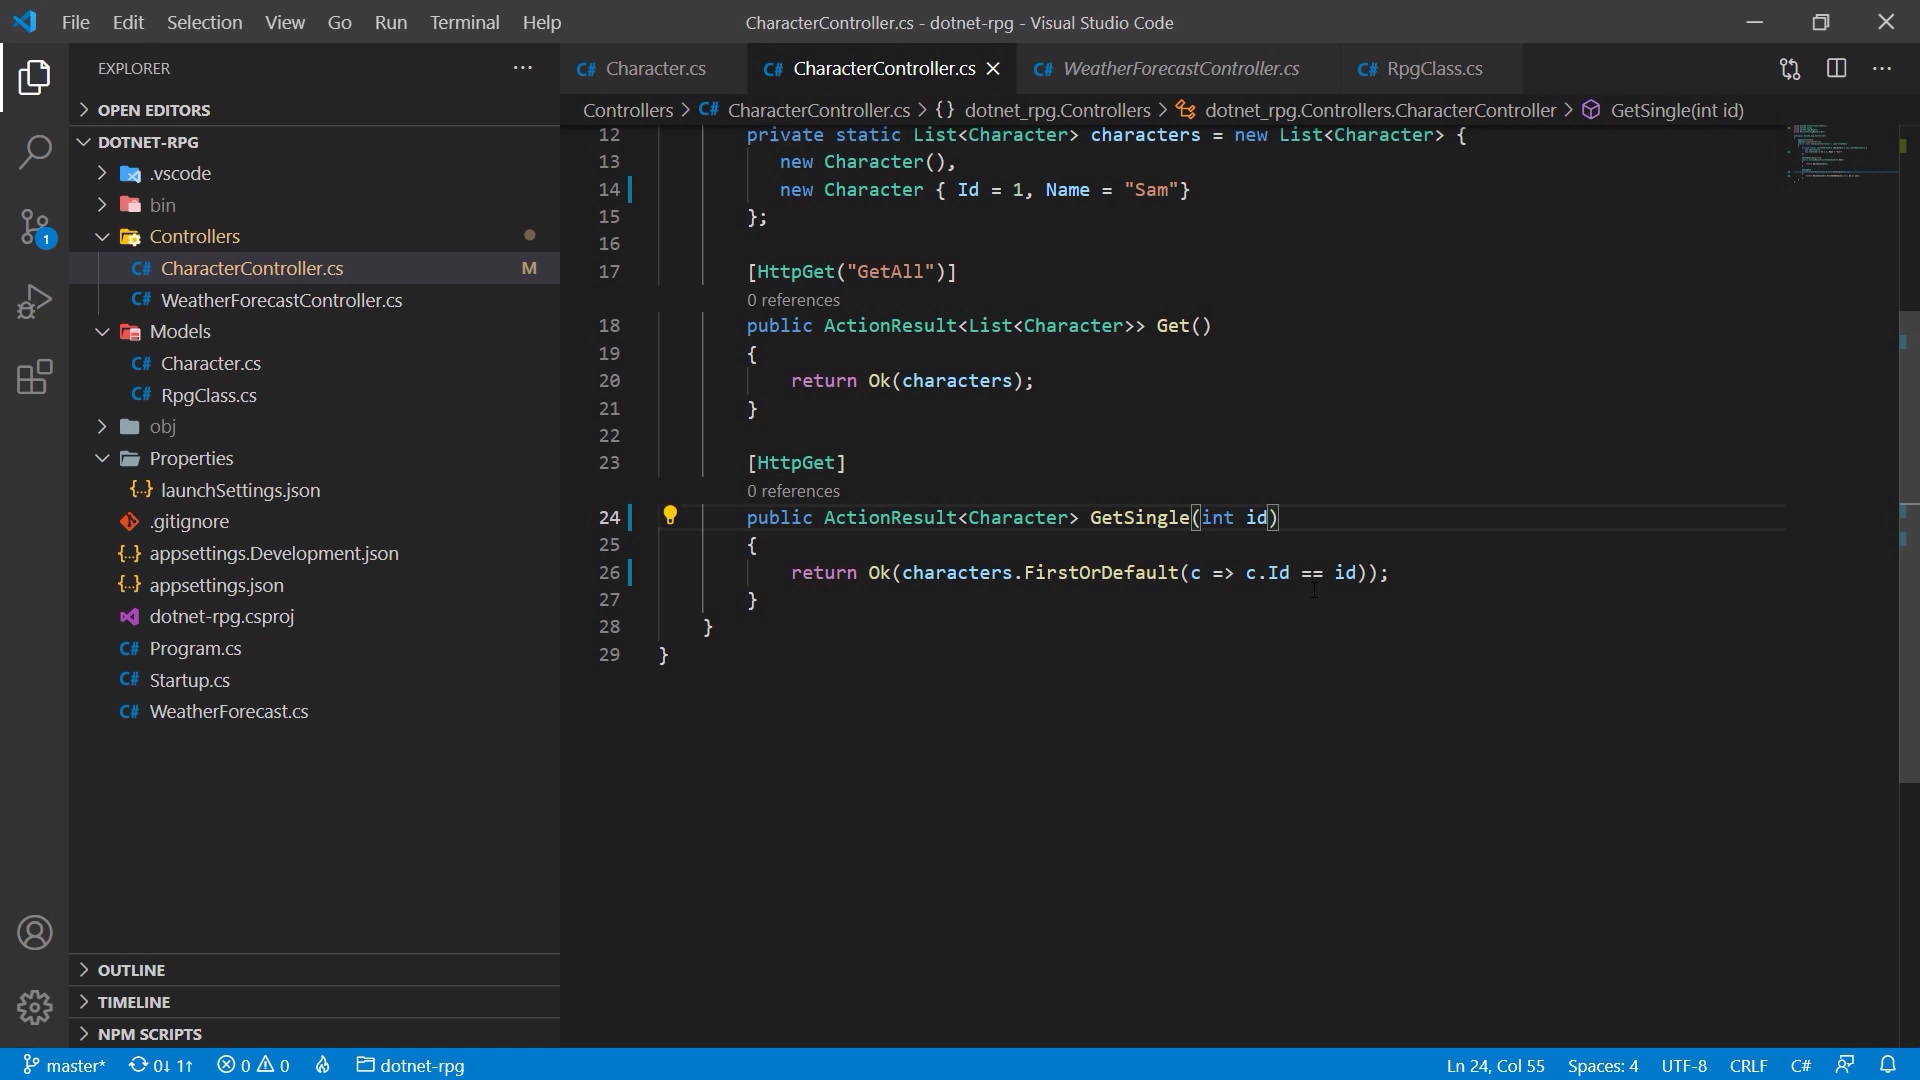 File Edit Selection View Go Run Terminal Help
CharacterController.cs - dotnet-rpg - Visual Studio Code
EXPLORER
OPEN EDITORS
DOTNET-RPG
.vscode
bin
Controllers
CharacterController.cs M
WeatherForecastController.cs
Models
Character.cs
RpgClass.cs
obj
Properties
launchSettings.json
.gitignore
appsettings.Development.json
appsettings.json
dotnet-rpg.csproj
Program.cs
Startup.cs
WeatherForecast.cs
OUTLINE
TIMELINE
NPM SCRIPTS
1
Character.cs CharacterController.cs WeatherForecastController.cs RpgClass.cs
Controllers > CharacterController.cs > {} dotnet_rpg.Controllers > dotnet_rpg.Controllers.CharacterController > GetSingle(int id)
12 private static List<Character> characters = new List<Character> {
13 new Character(),
14 new Character { Id = 1, Name = "Sam"}
15 };
16
17 [HttpGet("GetAll")]
0 references
18 public ActionResult<List<Character>> Get()
19 {
20 return Ok(characters);
21 }
22
23 [HttpGet]
0 references
24 public ActionResult<Character> GetSingle(int id)
25 {
26 return Ok(characters.FirstOrDefault(c => c.Id == id));
27 }
28 }
29 }
master* 0↓ 1↑ 0 0 dotnet-rpg
Ln 24, Col 55 Spaces: 4 UTF-8 CRLF C#